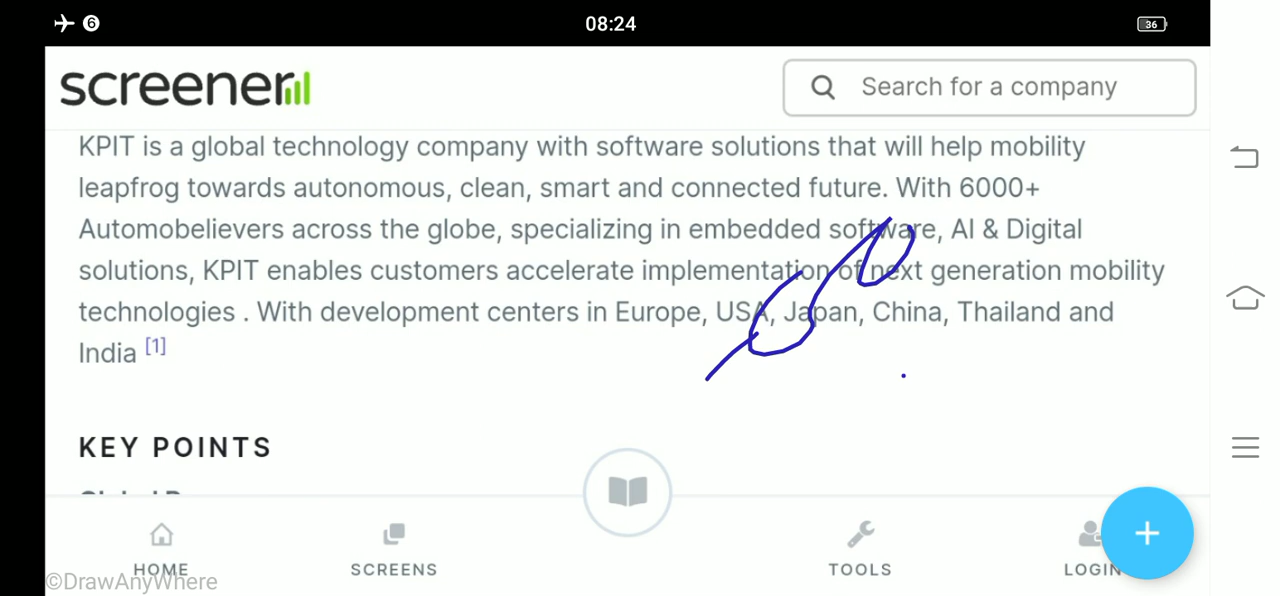 6 08:24 36
screener Search for a company
KPIT is a global technology company with software solutions that will help mobility
leapfrog towards autonomous, clean, smart and connected future. With 6000+
Automobelievers across the globe, specializing in embedded software, AI & Digital
solutions, KPIT enables customers accelerate implementation of next generation mobility
technologies . With development centers in Europe, USA, Japan, China, Thailand and
India [1]
KEY POINTS
HOME SCREENS TOOLS LOGIN
©DrawAnyWhere